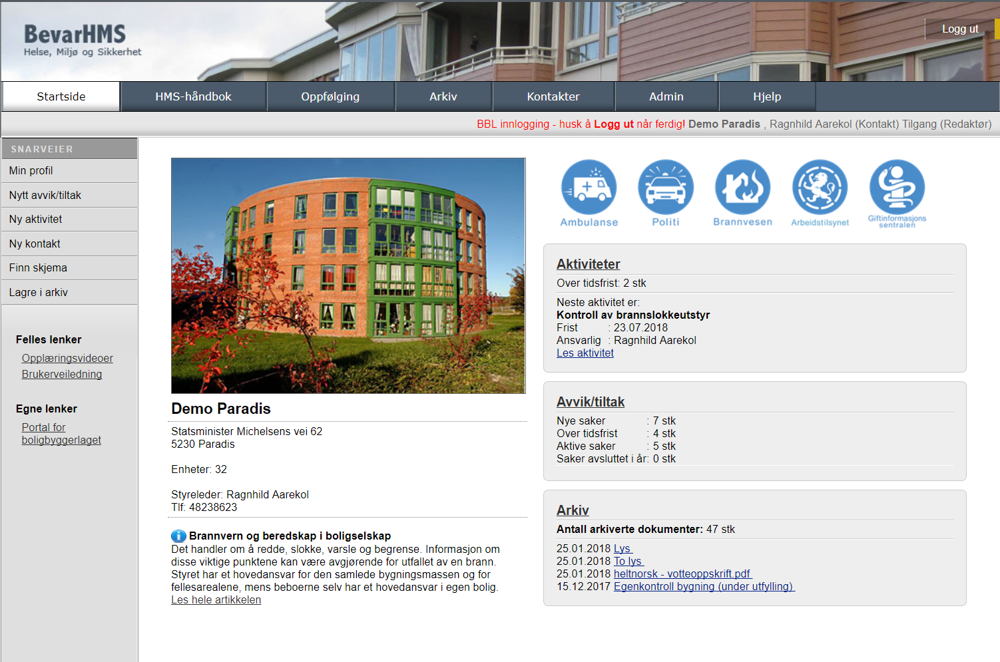 BevarHMS
Helse, Miljø og Sikkerhet
Logg ut
Startside
HMS-håndbok
Oppfølging
Arkiv
Kontakter
Admin
Hjelp
BBL innlogging - husk å Logg ut når ferdig! Demo Paradis , Ragnhild Aarekol (Kontakt) Tilgang (Redaktør)
SNARVEIER
Min profil
Nytt avvik/tiltak
Ny aktivitet
Ny kontakt
Finn skjema
Lagre i arkiv
Felles lenker
Opplæringsvideoer
Brukerveiledning
Egne lenker
Portal for
boligbyggerlaget
Demo Paradis
Statsminister Michelsens vei 62
5230 Paradis
Enheter: 32
Styreleder: Ragnhild Aarekol
Tlf: 48238623
Brannvern og beredskap i boligselskap
Det handler om å redde, slokke, varsle og begrense. Informasjon om
disse viktige punktene kan være avgjørende for utfallet av en brann.
Styret har et hovedansvar for den samlede bygningsmassen og for
fellesarealene, mens beboerne selv har et hovedansvar i egen bolig.
Les hele artikkelen
Ambulanse
Politi
Brannvesen
Arbeidstilsynet
Giftinformasjons
sentralen
Aktiviteter
Over tidsfrist: 2 stk
Neste aktivitet er:
Kontroll av brannslokkeutstyr
Frist : 23.07.2018
Ansvarlig : Ragnhild Aarekol
Les aktivitet
Avvik/tiltak
Nye saker : 7 stk
Over tidsfrist : 4 stk
Aktive saker : 5 stk
Saker avsluttet i år: 0 stk
Arkiv
Antall arkiverte dokumenter: 47 stk
25.01.2018 Lys
25.01.2018 To lys
25.01.2018 heltnorsk - votteoppskrift.pdf
15.12.2017 Egenkontroll bygning (under utfylling)